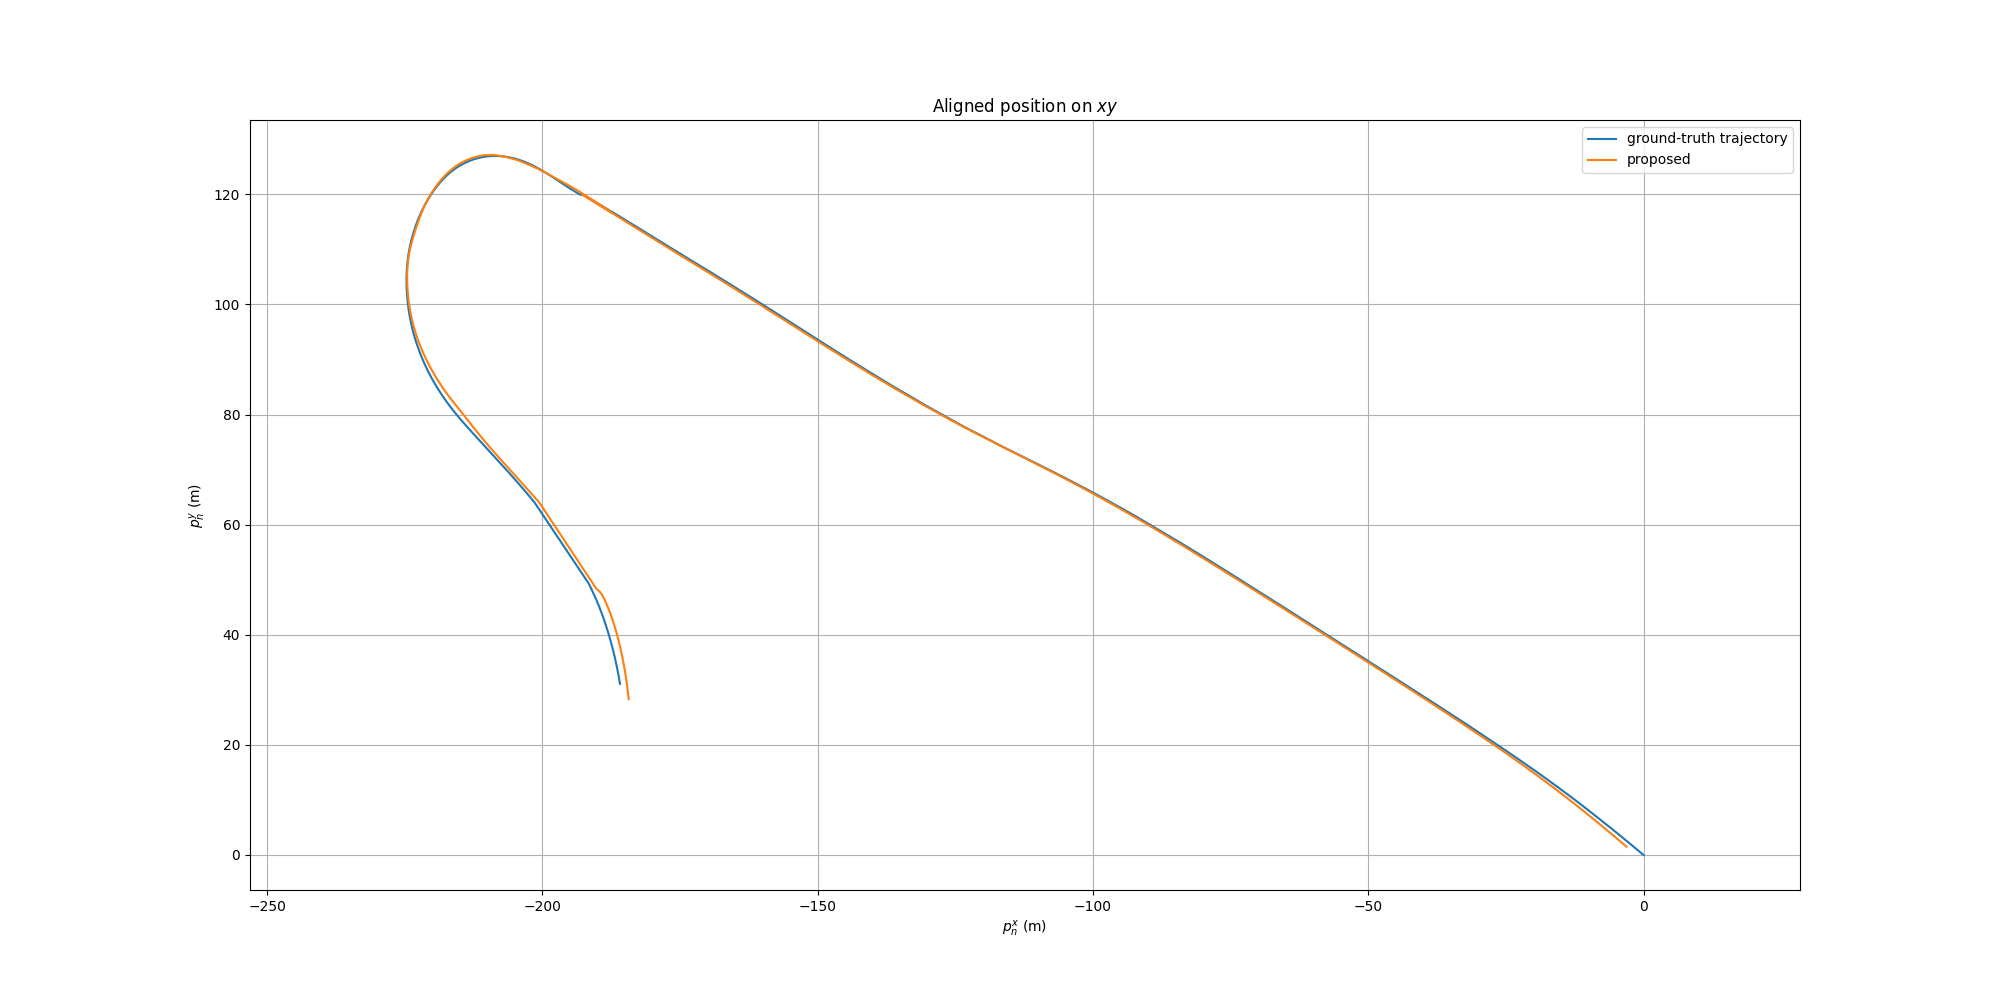 Aligned position on xy
ground-truth trajectory
proposed
120
100
80
60
40
20
0
p_n^y (m)
−250
−200
−150
−100
−50
0
p_n^x (m)